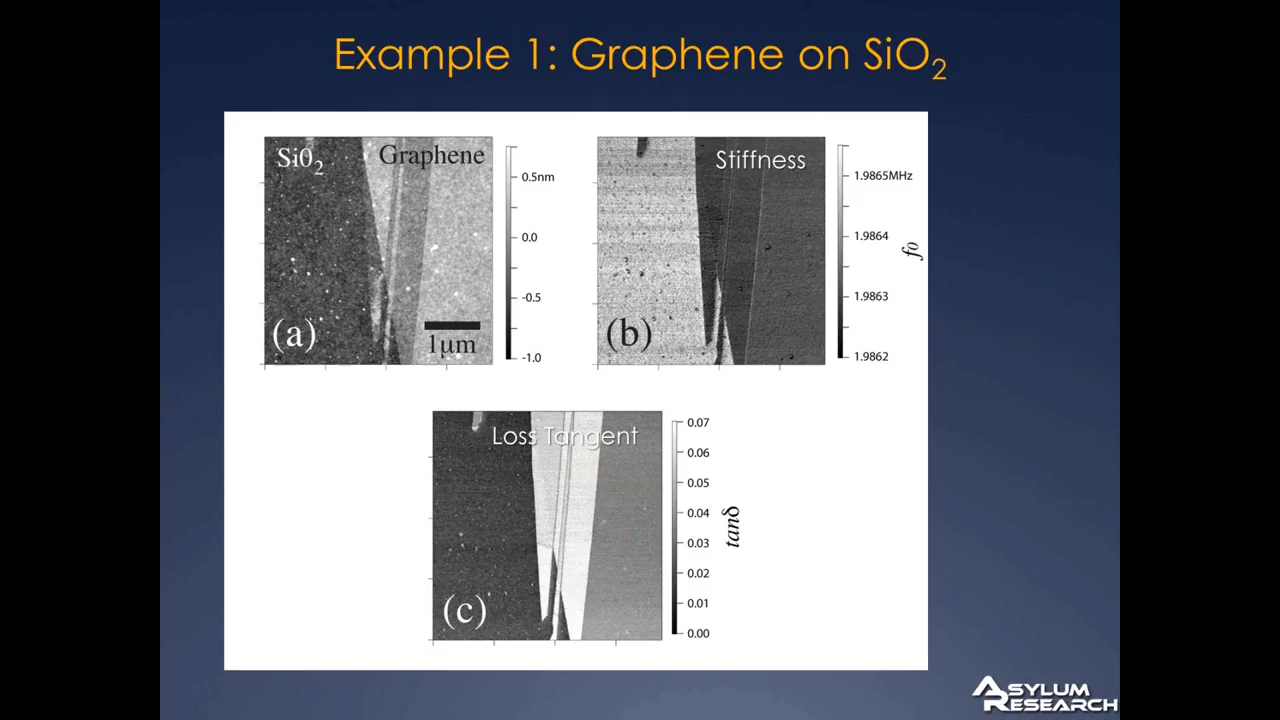 Example 1: Graphene on SiO₂
Si0₂ Graphene
(a)
1μm
0.5nm
0.0
-0.5
-1.0
Stiffness
(b)
1.9865MHz
1.9864
1.9863
1.9862
f₀
Loss Tangent
(c)
0.07
0.06
0.05
0.04
0.03
0.02
0.01
0.00
tanδ
ASYLUM
RESEARCH